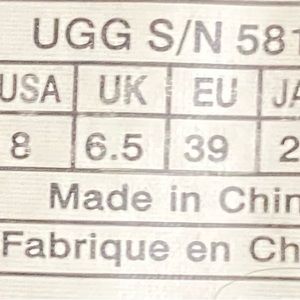 UGG S/N 581
USA UK EU JA
8 6.5 39 2
Made in Chin
Fabrique en Ch